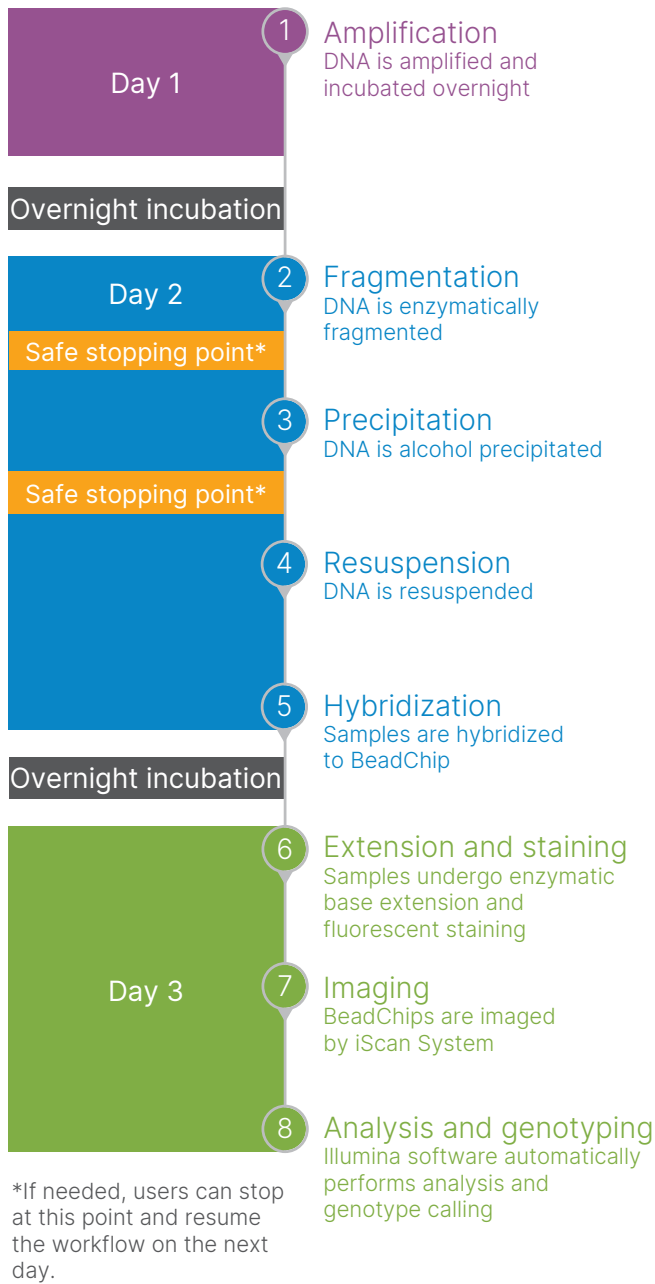 Day 1
1
Amplification
DNA is amplified and
incubated overnight
Overnight incubation
Day 2
2
Fragmentation
DNA is enzymatically
fragmented
Safe stopping point*
3
Precipitation
DNA is alcohol precipitated
Safe stopping point*
4
Resuspension
DNA is resuspended
5
Hybridization
Samples are hybridized
to BeadChip
Overnight incubation
6
Extension and staining
Samples undergo enzymatic
base extension and
fluorescent staining
Day 3
7
Imaging
BeadChips are imaged
by iScan System
8
Analysis and genotyping
Illumina software automatically
performs analysis and
genotype calling
*If needed, users can stop
at this point and resume
the workflow on the next
day.